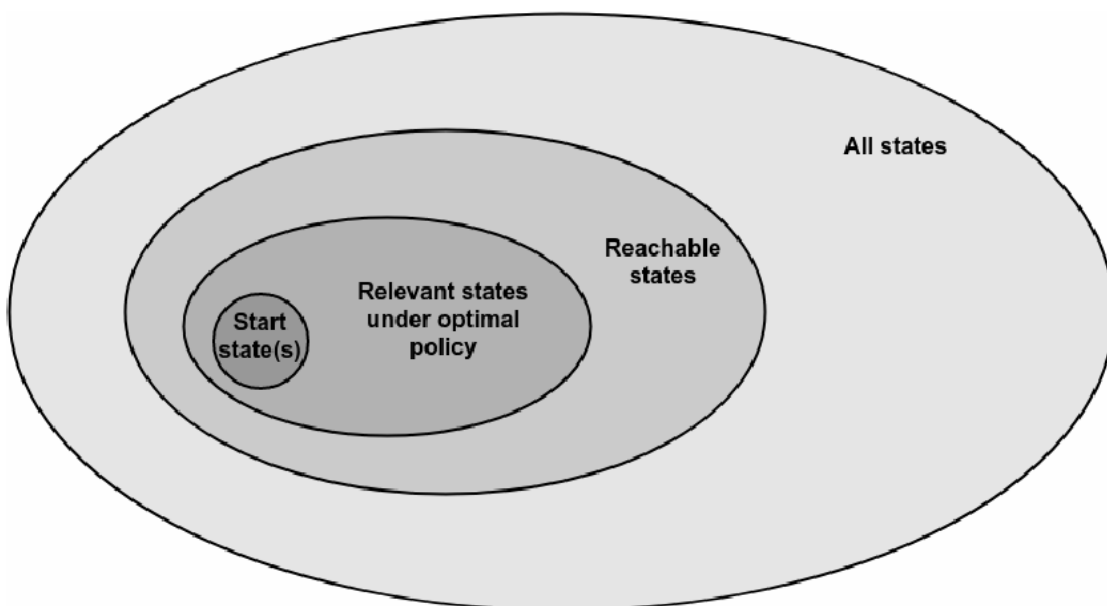 All states
Reachable
states
Relevant states
under optimal
policy
Start
state(s)